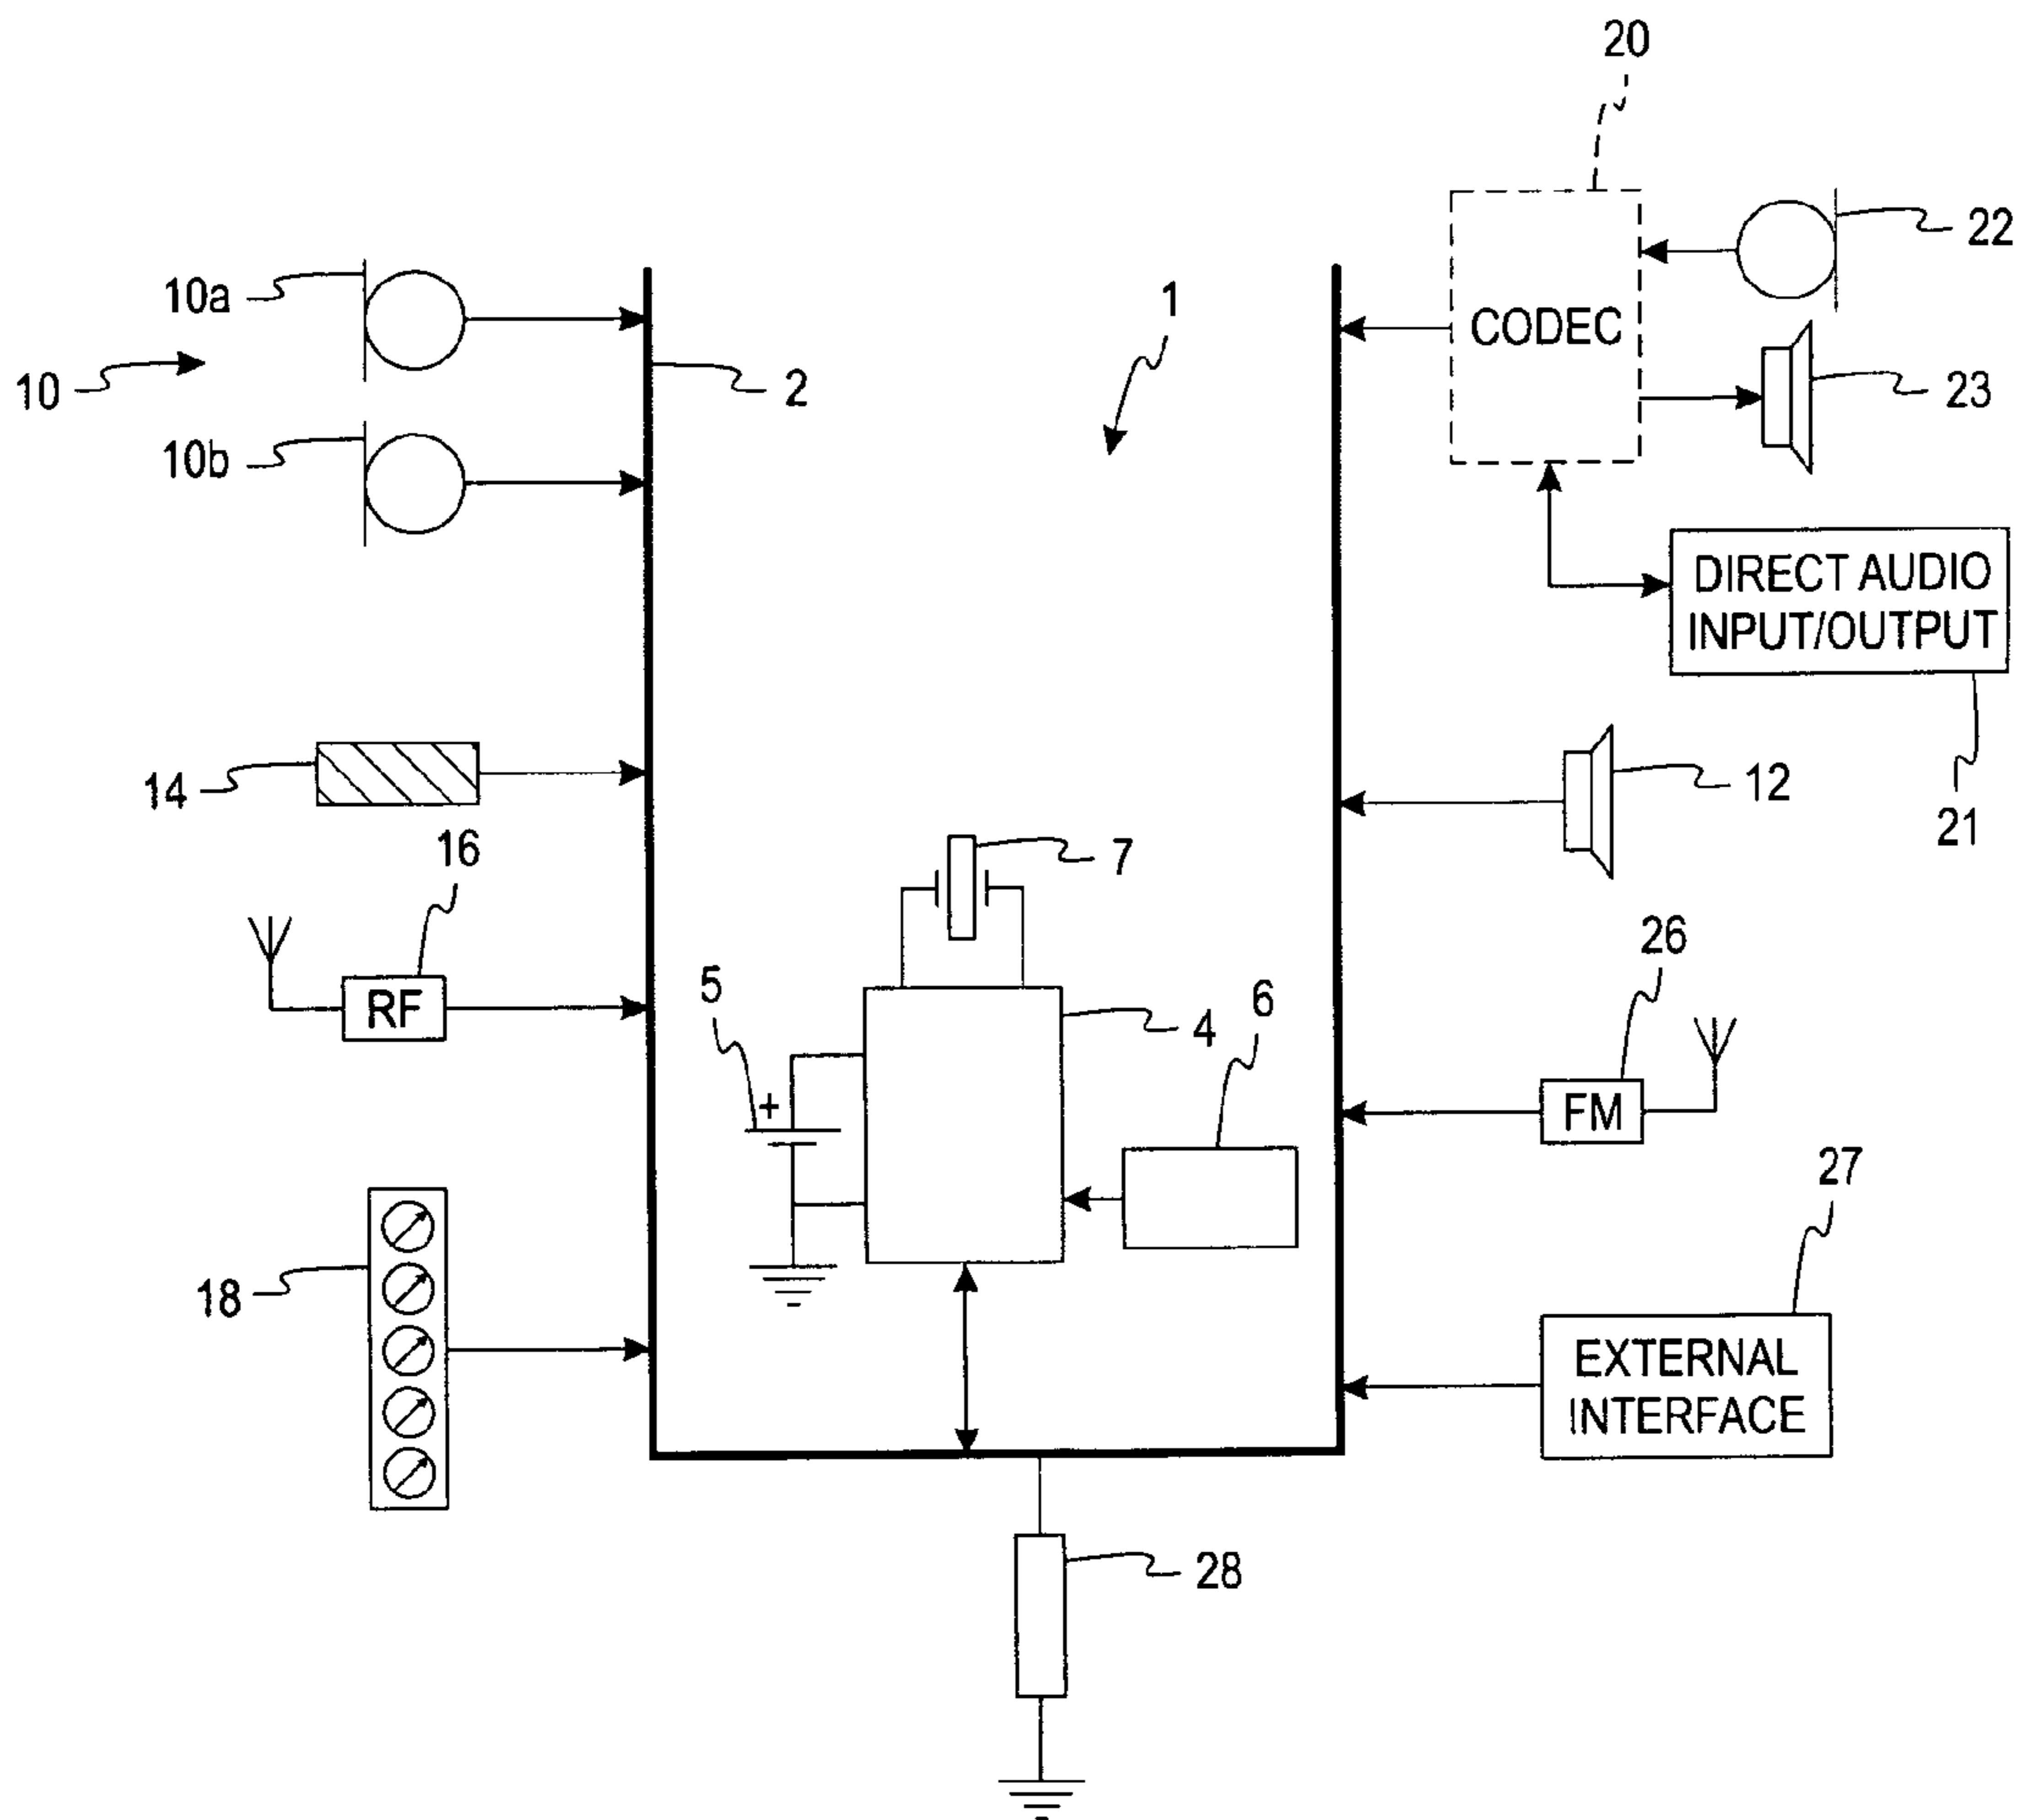 20
22
10a
CODEC
1
10
2
23
10b
DIRECT AUDIO
INPUT/OUTPUT
14
12
21
16
7
26
5
6
RF
4
+
FM
27
18
EXTERNAL
INTERFACE
28